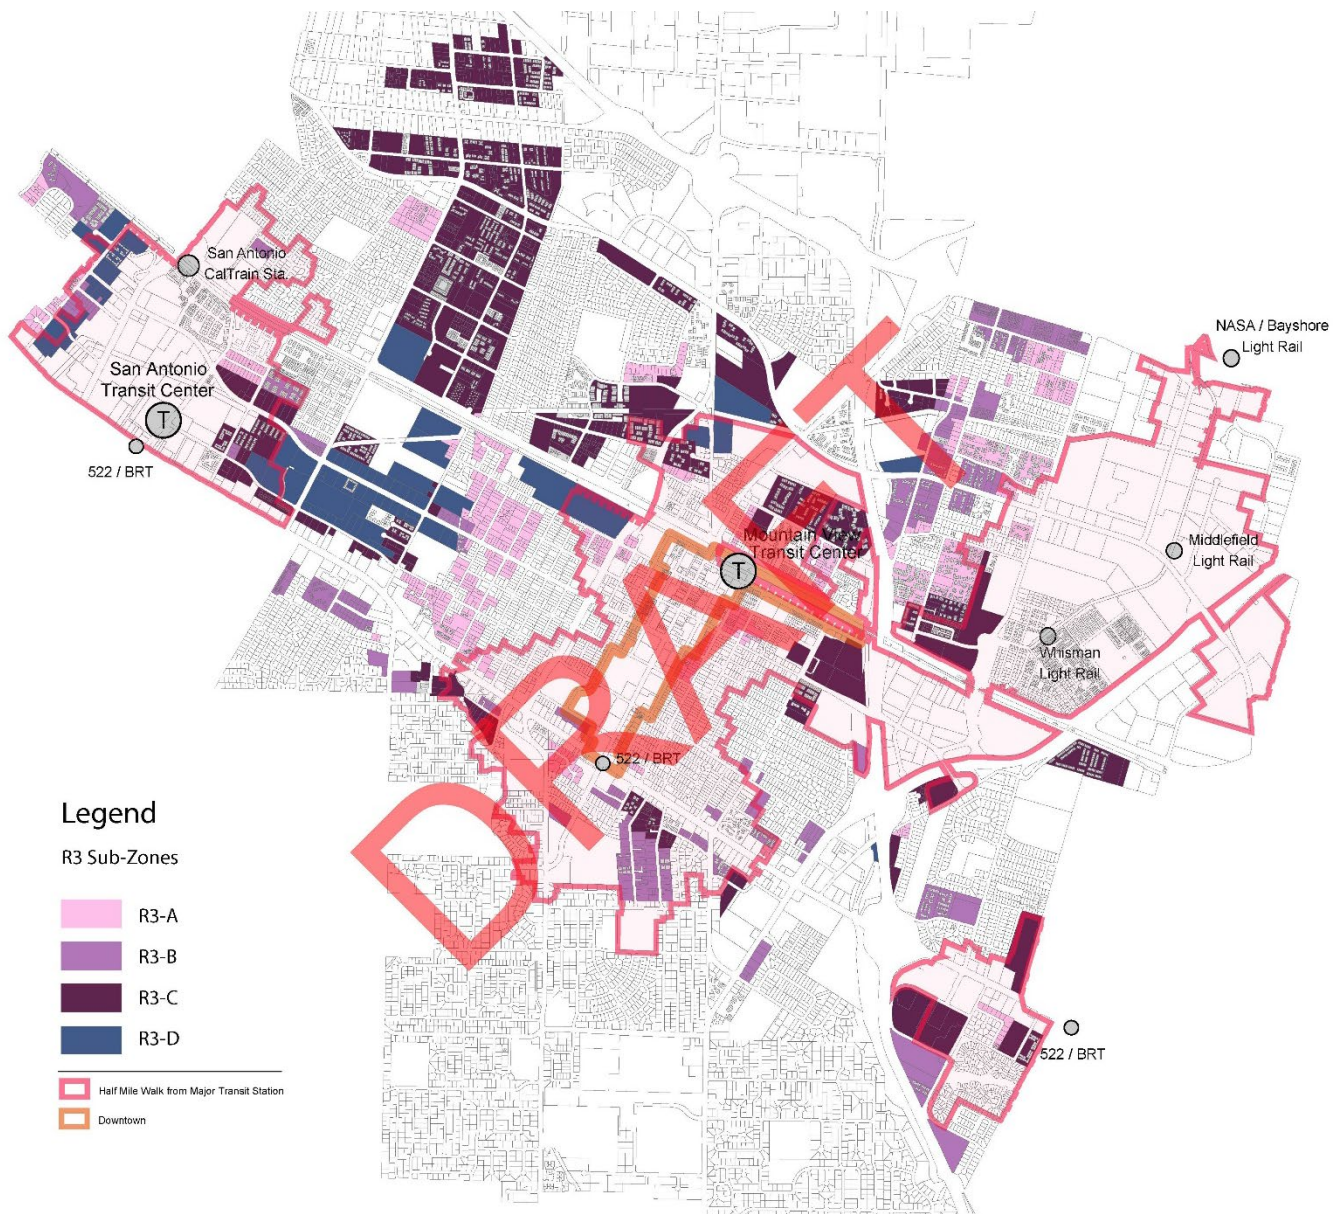 San Antonio
CalTrain Sta.
NASA / Bayshore
Light Rail
San Antonio
Transit Center
T
522 / BRT
Mountain View
Transit Center
T
Middlefield
Light Rail
Whisman
Light Rail
522 / BRT
DRAFT
Legend
R3 Sub-Zones
R3-A
R3-B
R3-C
R3-D
Half Mile Walk from Major Transit Station
Downtown
522 / BRT